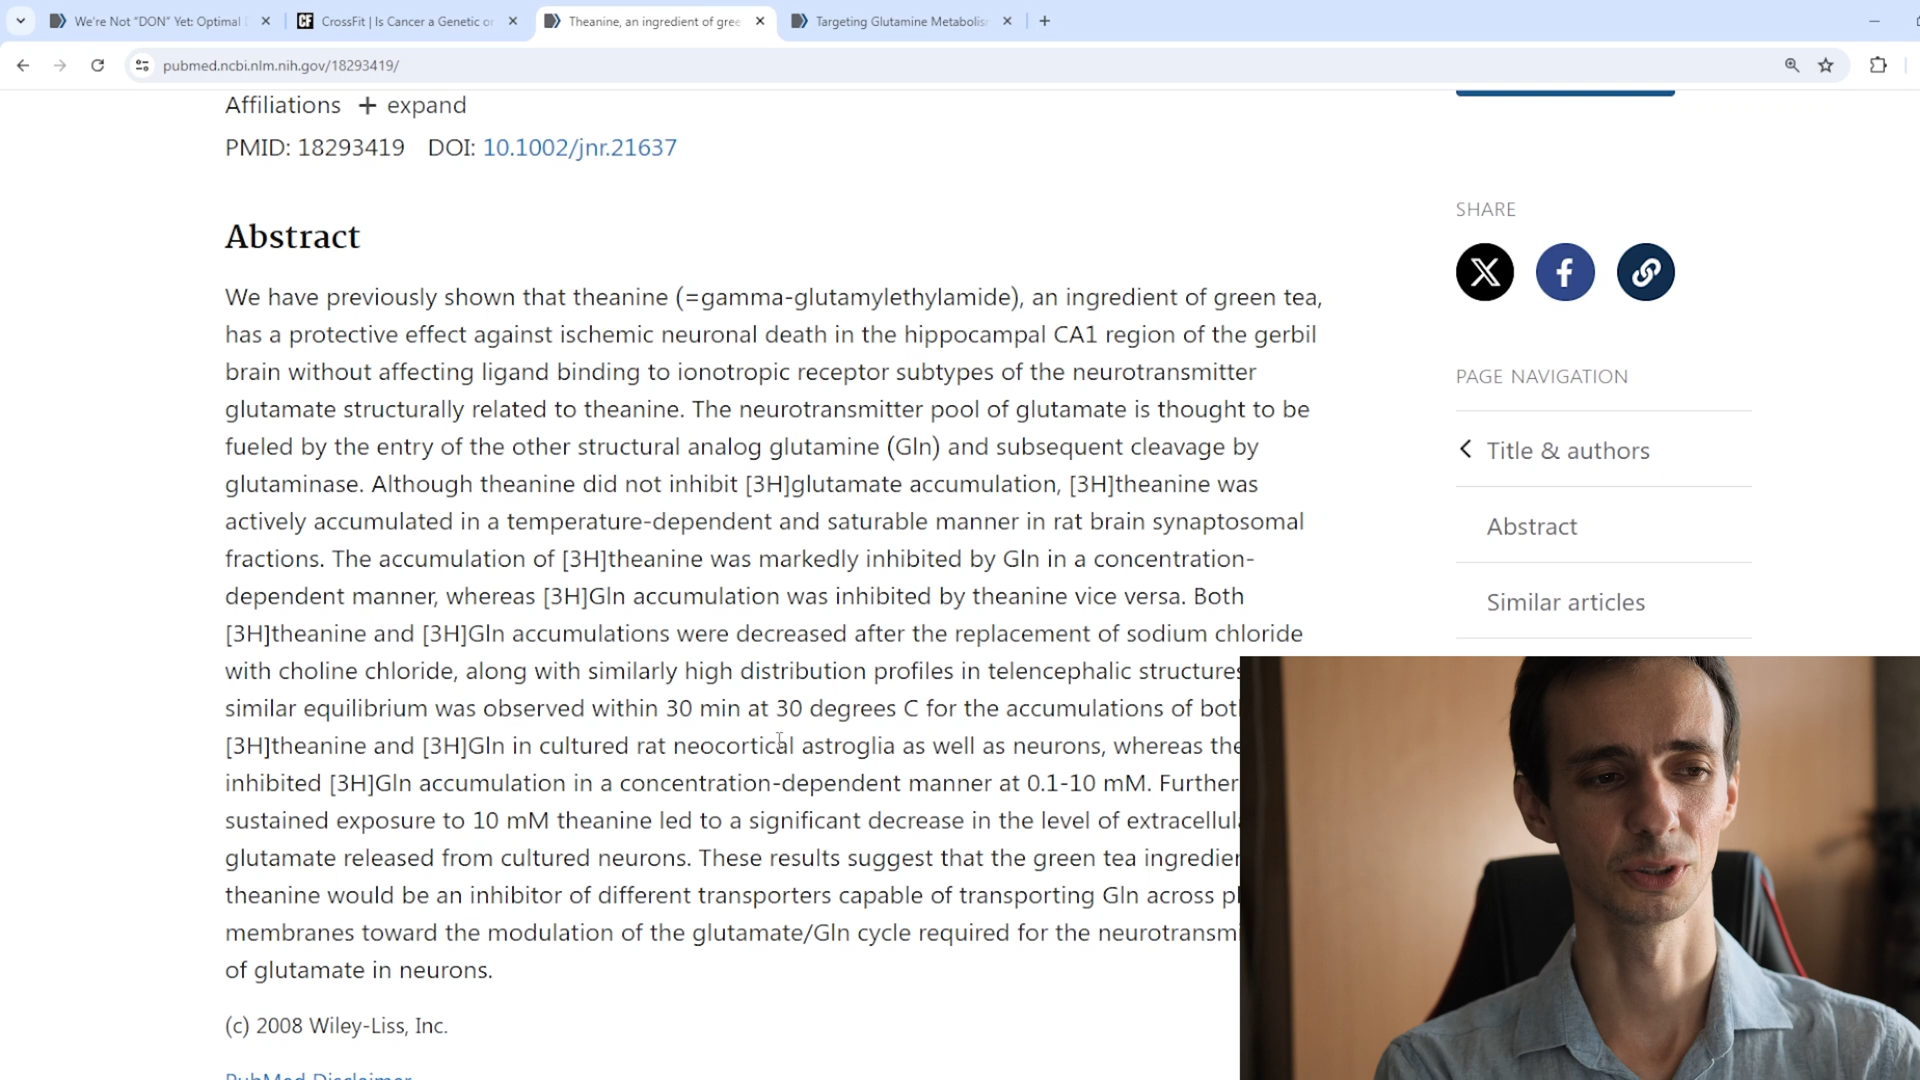 We're Not "DON" Yet: Optimal
CrossFit | Is Cancer a Genetic or
Theanine, an ingredient of gree
Targeting Glutamine Metabolis
pubmed.ncbi.nlm.nih.gov/18293419/
Affiliations + expand
PMID: 18293419 DOI: 10.1002/jnr.21637
Abstract
We have previously shown that theanine (=gamma-glutamylethylamide), an ingredient of green tea,
has a protective effect against ischemic neuronal death in the hippocampal CA1 region of the gerbil
brain without affecting ligand binding to ionotropic receptor subtypes of the neurotransmitter
glutamate structurally related to theanine. The neurotransmitter pool of glutamate is thought to be
fueled by the entry of the other structural analog glutamine (Gln) and subsequent cleavage by
glutaminase. Although theanine did not inhibit [3H]glutamate accumulation, [3H]theanine was
actively accumulated in a temperature-dependent and saturable manner in rat brain synaptosomal
fractions. The accumulation of [3H]theanine was markedly inhibited by Gln in a concentration-
dependent manner, whereas [3H]Gln accumulation was inhibited by theanine vice versa. Both
[3H]theanine and [3H]Gln accumulations were decreased after the replacement of sodium chloride
with choline chloride, along with similarly high distribution profiles in telencephalic structures
similar equilibrium was observed within 30 min at 30 degrees C for the accumulations of bot
[3H]theanine and [3H]Gln in cultured rat neocortical astroglia as well as neurons, whereas the
inhibited [3H]Gln accumulation in a concentration-dependent manner at 0.1-10 mM. Further
sustained exposure to 10 mM theanine led to a significant decrease in the level of extracellul
glutamate released from cultured neurons. These results suggest that the green tea ingredie
theanine would be an inhibitor of different transporters capable of transporting Gln across pl
membranes toward the modulation of the glutamate/Gln cycle required for the neurotransmi
of glutamate in neurons.
(c) 2008 Wiley-Liss, Inc.
PubMed Disclaimer
SHARE
PAGE NAVIGATION
Title & authors
Abstract
Similar articles